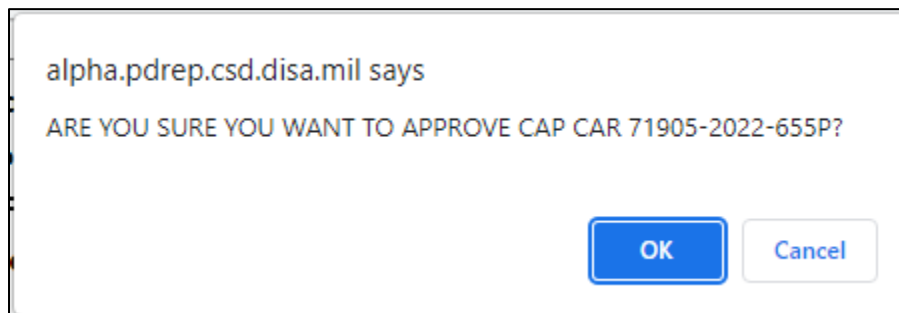 alpha.pdrep.csd.disa.mil says
ARE YOU SURE YOU WANT TO APPROVE CAP CAR 71905-2022-655P?
OK Cancel